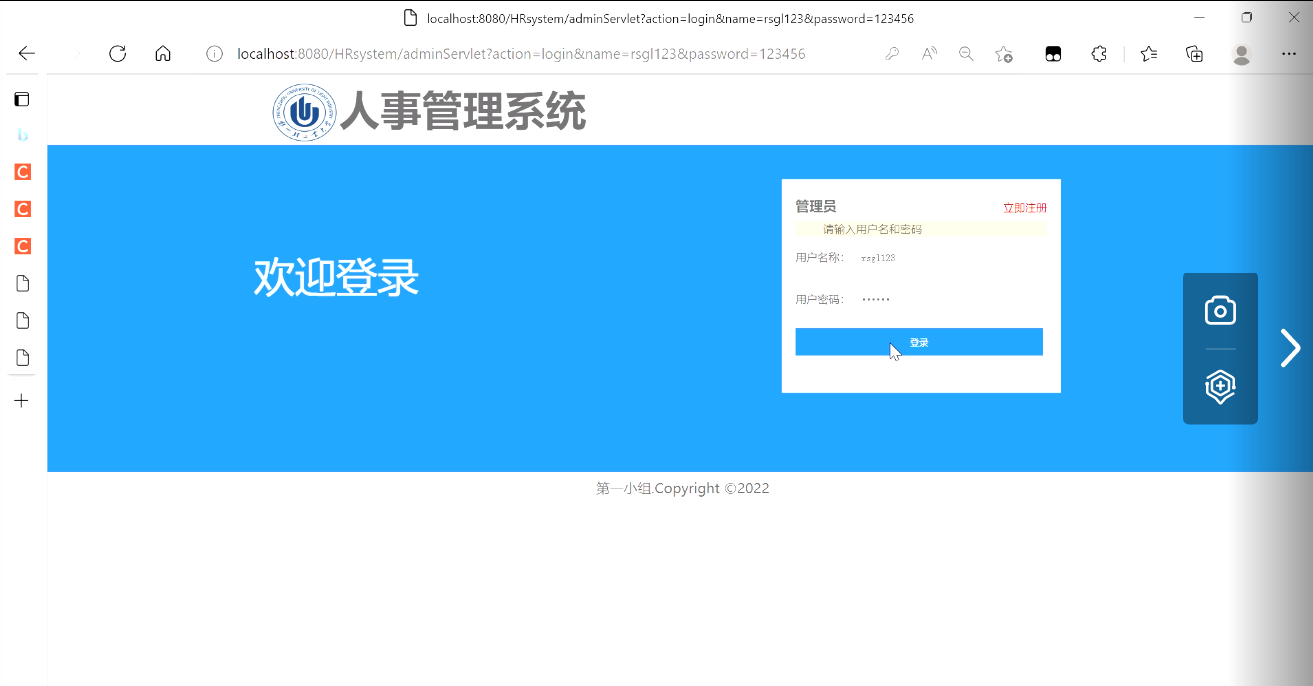 localhost:8080/HRsystem/adminServlet?action=login&name=rsgl123&password=123456
localhost:8080/HRsystem/adminServlet?action=login&name=rsgl123&password=123456
人事管理系统
管理员
立即注册
请输入用户名和密码
欢迎登录
用户名称： rsgl123
用户密码： ••••••
登录
第一小组.Copyright ©2022